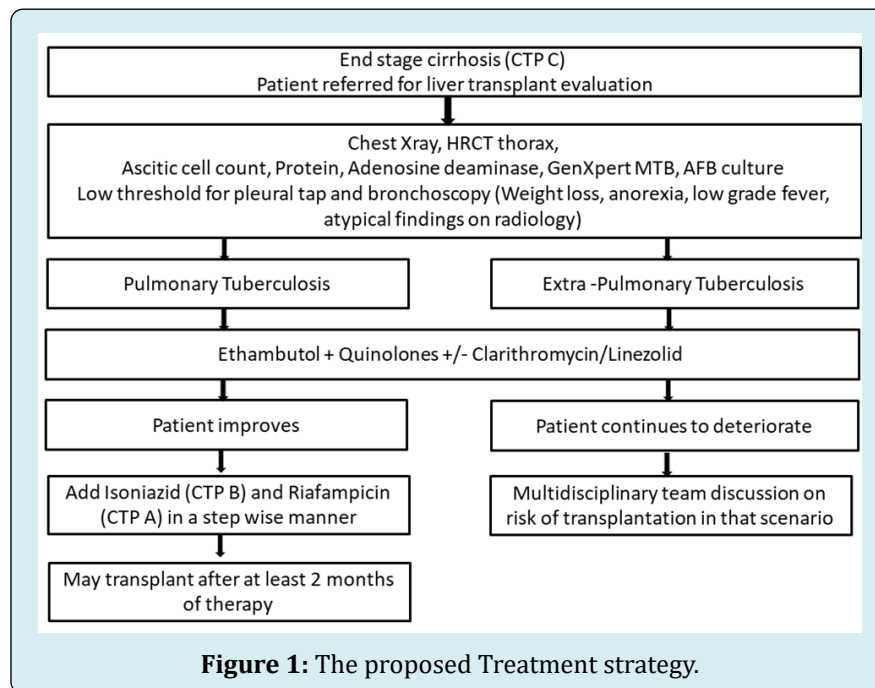 End stage cirrhosis (CTP C)
Patient referred for liver transplant evaluation
Chest Xray, HRCT thorax,
Ascitic cell count, Protein, Adenosine deaminase, GenXpert MTB, AFB culture
Low threshold for pleural tap and bronchoscopy (Weight loss, anorexia, low grade fever,
atypical findings on radiology)
Pulmonary Tuberculosis
Extra -Pulmonary Tuberculosis
Ethambutol + Quinolones +/- Clarithromycin/Linezolid
Patient improves
Patient continues to deteriorate
Add Isoniazid (CTP B) and Riafampicin
(CTP A) in a step wise manner
Multidisciplinary team discussion on
risk of transplantation in that scenario
May transplant after at least 2 months
of therapy
Figure 1: The proposed Treatment strategy.